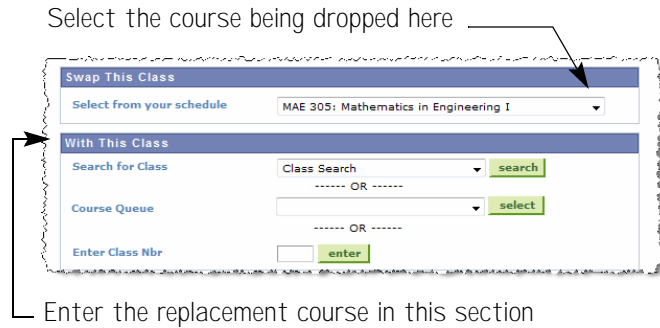 Select the course being dropped here
Swap This Class
Select from your schedule MAE 305: Mathematics in Engineering I
With This Class
Search for Class Class Search search
------ OR ------
Course Queue select
------ OR ------
Enter Class Nbr enter
Enter the replacement course in this section